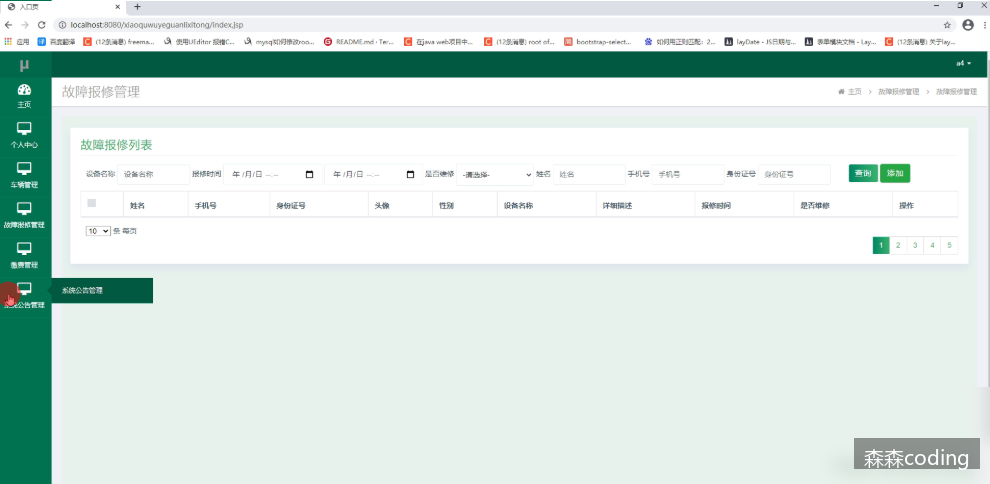 入口页
localhost:8080/xiaoquwuyeguanlixitong/index.jsp
应用 百度翻译 (12条消息) freema... 使用UEditor 报错C... mysql如何修改roo... README.md · Ter... 在java web项目中... (12条消息) root of... bootstrap-select... 如何用正则匹配：2... layDate - JS日期与... 表单模块文档 - Lay... (12条消息) 关于lay...
μ
a4
主页
个人中心
车辆管理
故障报修管理
缴费管理
系统公告管理
系统公告管理
故障报修管理
主页 > 故障报修管理 > 故障报修管理
故障报修列表
设备名称 设备名称 报修时间 年 /月/日 --:-- 年 /月/日 --:-- 是否维修 -请选择- 姓名 姓名 手机号 手机号 身份证号 身份证号 查询 添加
姓名 手机号 身份证号 头像 性别 设备名称 详细描述 报修时间 是否维修 操作
10 条 每页
1 2 3 4 5
森森coding